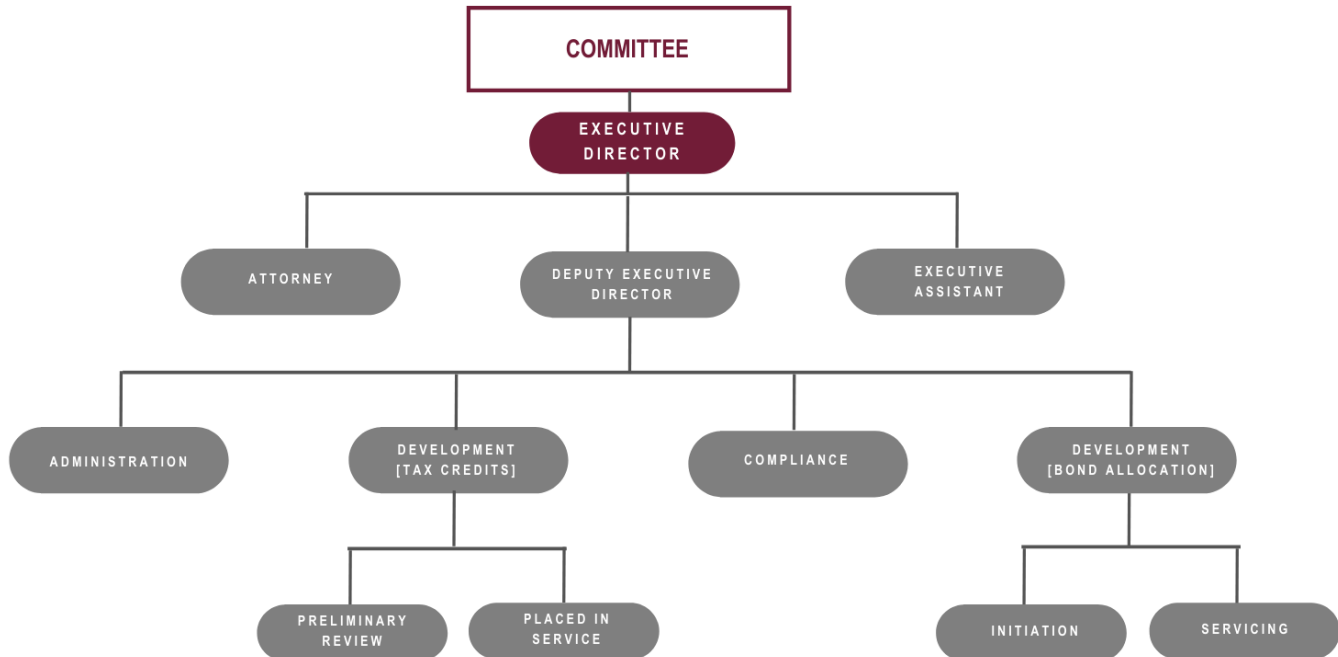 COMMITTEE
EXECUTIVE
DIRECTOR
ATTORNEY
DEPUTY EXECUTIVE
DIRECTOR
EXECUTIVE
ASSISTANT
ADMINISTRATION
DEVELOPMENT
[TAX CREDITS]
COMPLIANCE
DEVELOPMENT
[BOND ALLOCATION]
PRELIMINARY
REVIEW
PLACED IN
SERVICE
INITIATION
SERVICING